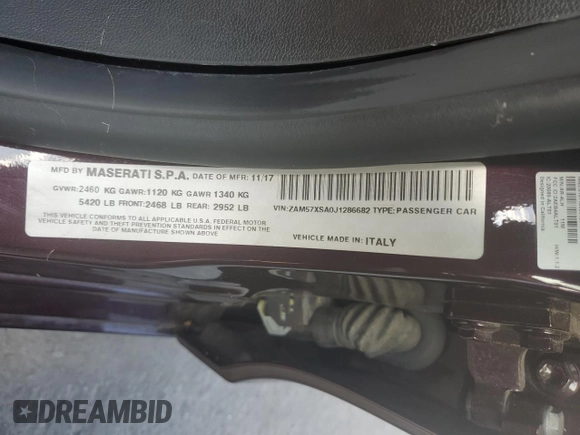 MFD BY MASERATI S.P.A. DATE OF MFR: 11/17
GVWR:2460 KG GAWR:1120 KG GAWR 1340 KG
5420 LB FRONT:2468 LB REAR: 2952 LB
THIS VEHICLE CONFORMS TO ALL APPLICABLE U.S.A. FEDERAL MOTOR
VEHICLE SAFETY AND THEFT PREVENTION STANDARDS IN EFFECT ON THE
DATE OF MANUFACTURE SHOWN ABOVE
VIN:ZAM57XSA0J1286682 TYPE:PASSENGER CAR
VEHICLE MADE IN: ITALY
Designed in California
DREAMBID